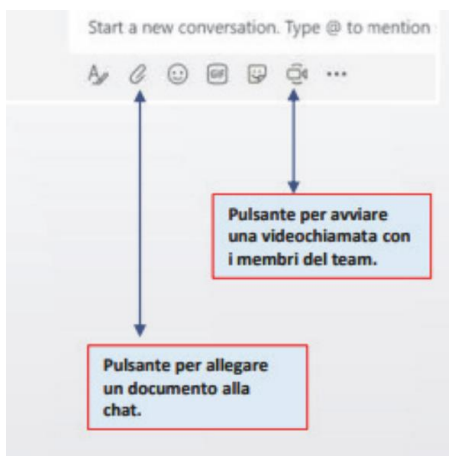 Start a new conversation. Type @ to mention
GIF
Pulsante per avviare
una videochiamata con
i membri del team.
Pulsante per allegare
un documento alla
chat.